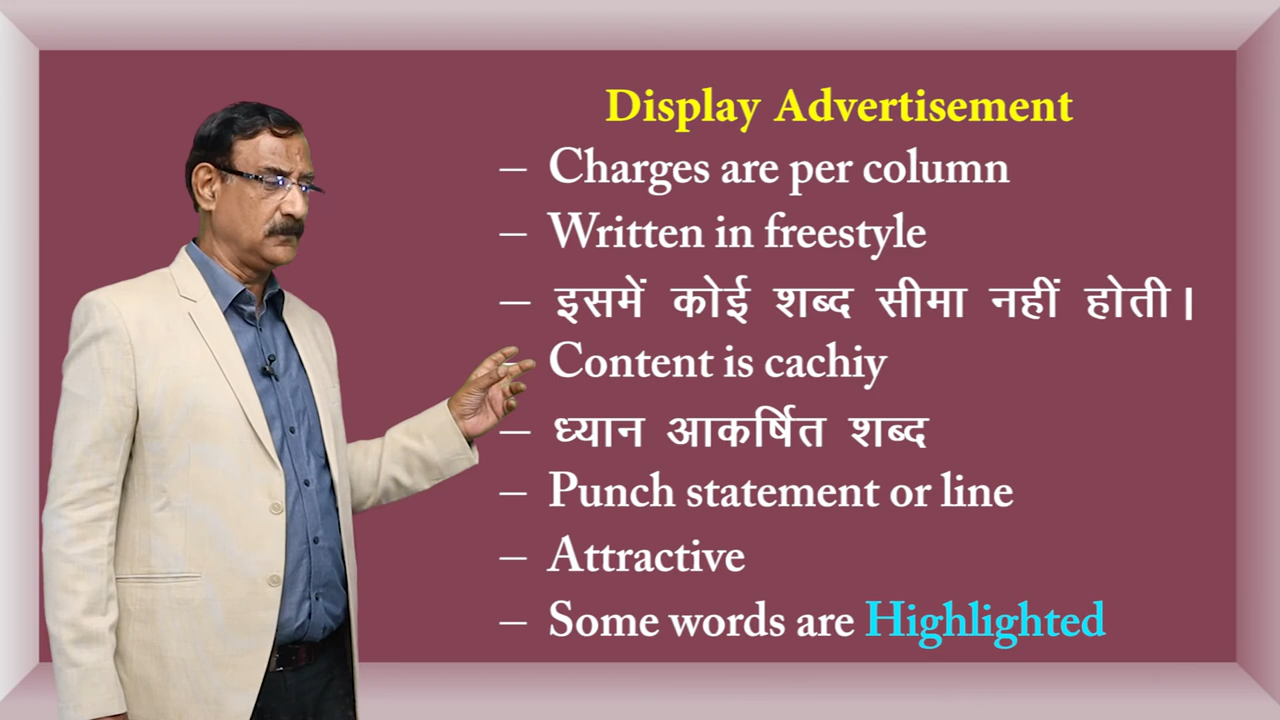 Display Advertisement
– Charges are per column
– Written in freestyle
– इसमें कोई शब्द सीमा नहीं होती।
– Content is cachiy
– ध्यान आकर्षित शब्द
– Punch statement or line
– Attractive
– Some words are Highlighted